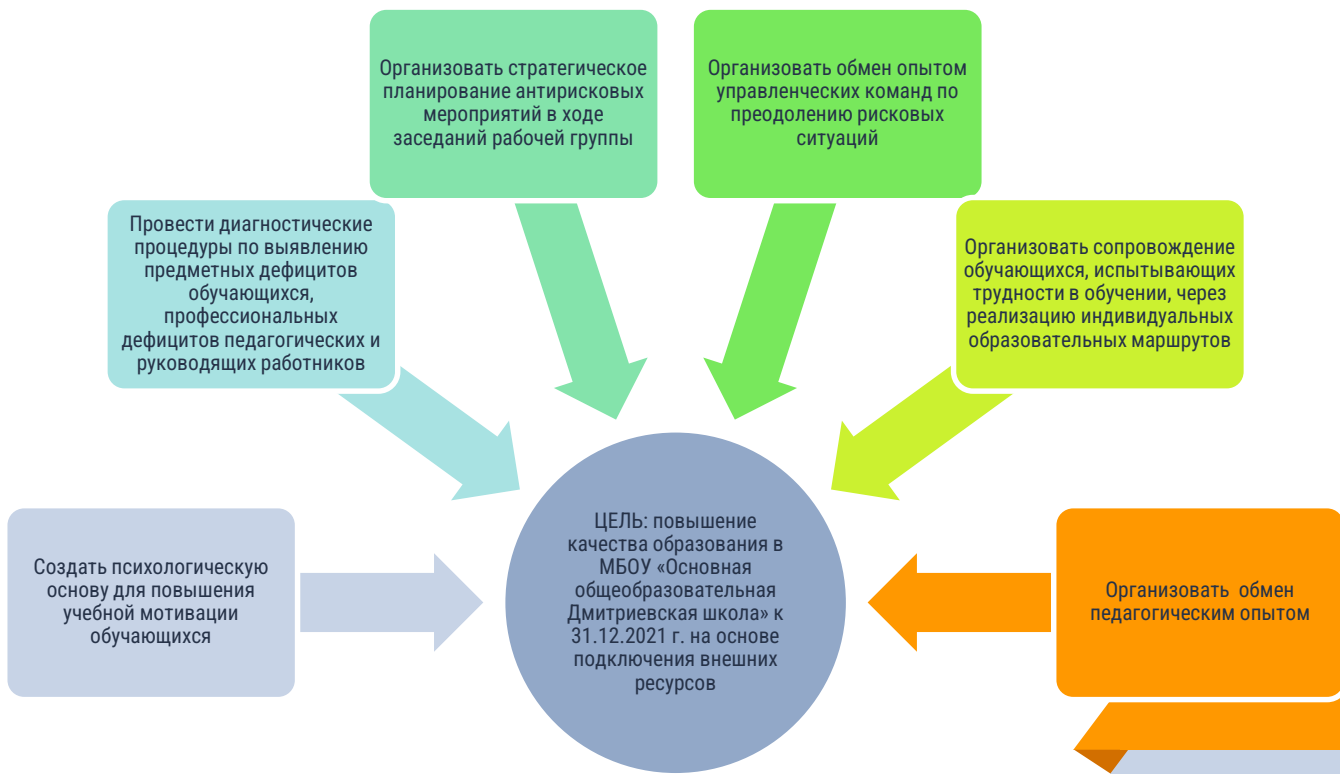 Организовать стратегическое
планирование антирисковых
мероприятий в ходе
заседаний рабочей группы
Организовать обмен опытом
управленческих команд по
преодолению рисковых
ситуаций
Провести диагностические
процедуры по выявлению
предметных дефицитов
обучающихся,
профессиональных
дефицитов педагогических и
руководящих работников
Организовать сопровождение
обучающихся, испытывающих
трудности в обучении, через
реализацию индивидуальных
образовательных маршрутов
Создать психологическую
основу для повышения
учебной мотивации
обучающихся
ЦЕЛЬ: повышение
качества образования в
МБОУ «Основная
общеобразовательная
Дмитриевская школа» к
31.12.2021 г. на основе
подключения внешних
ресурсов
Организовать обмен
педагогическим опытом